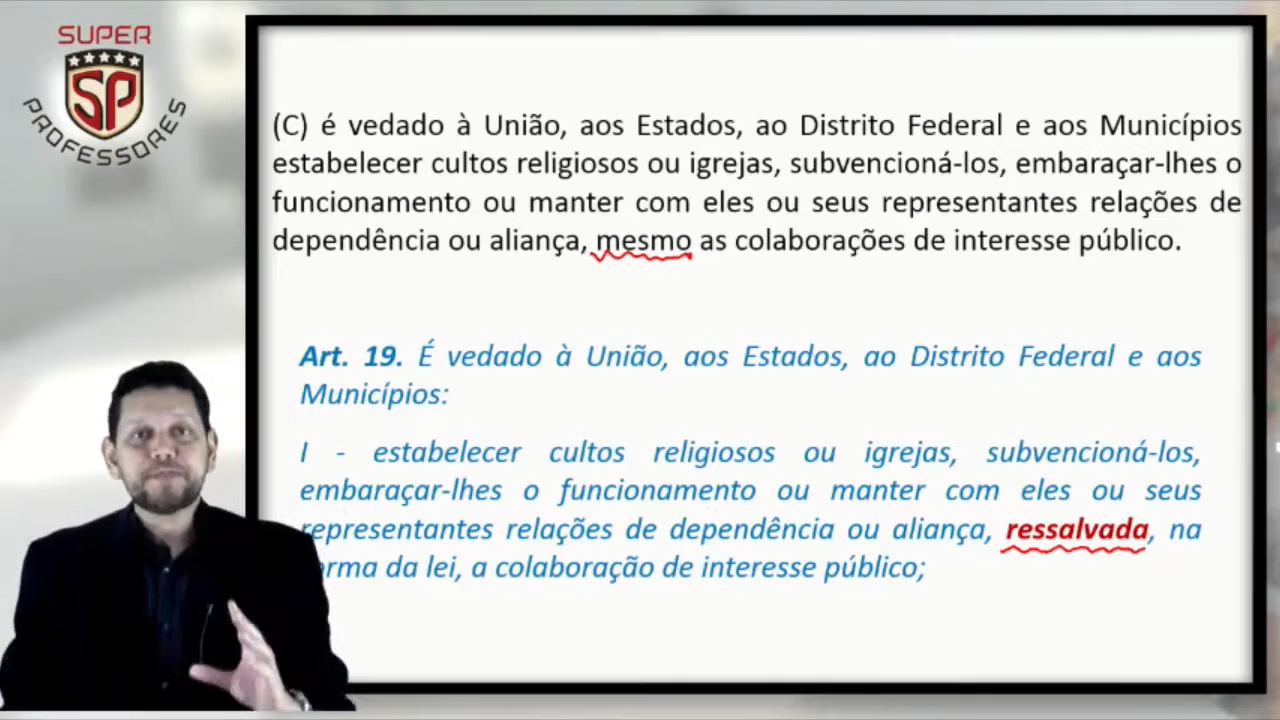 SUPER
SP
PROFESSORES
(C) é vedado à União, aos Estados, ao Distrito Federal e aos Municípios
estabelecer cultos religiosos ou igrejas, subvencioná-los, embaraçar-lhes o
funcionamento ou manter com eles ou seus representantes relações de
dependência ou aliança, mesmo as colaborações de interesse público.
Art. 19. É vedado à União, aos Estados, ao Distrito Federal e aos
Municípios:
I - estabelecer cultos religiosos ou igrejas, subvencioná-los,
embaraçar-lhes o funcionamento ou manter com eles ou seus
representantes relações de dependência ou aliança, ressalvada, na
forma da lei, a colaboração de interesse público;